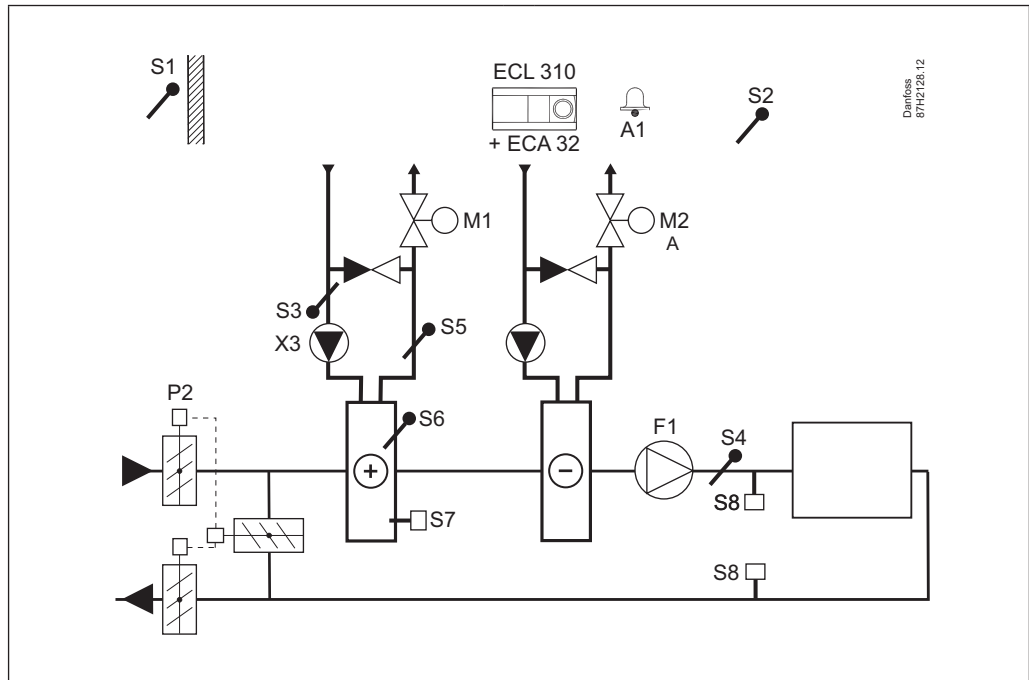 S1
ECL 310
+ ECA 32
A1
S2
Danfoss
87H2128.12
M1
M2
A
S3
S5
X3
P2
S6
F1
S4
+
−
S8
S7
S8